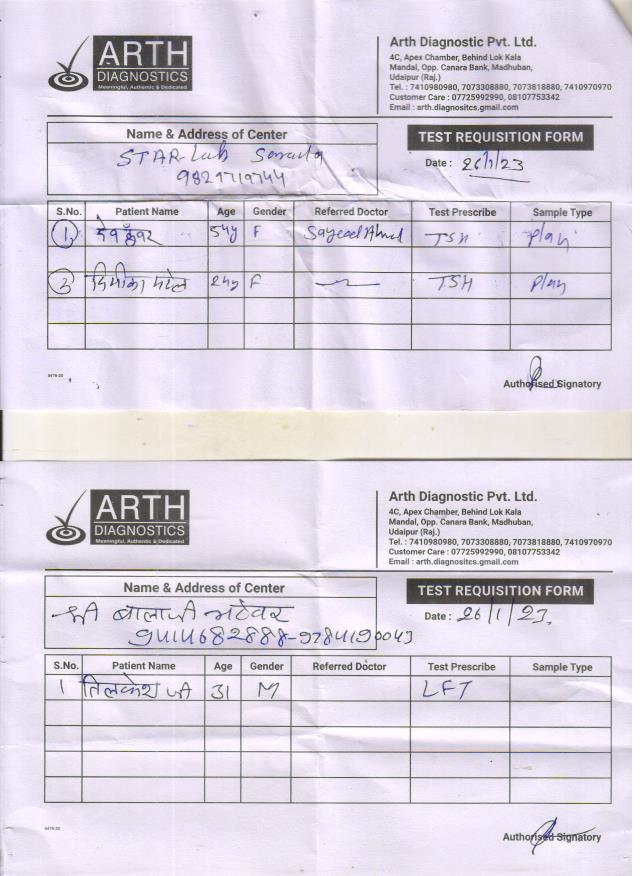 ARTH
DIAGNOSTICS
Meaningful, Authentic & Dedicated
Arth Diagnostic Pvt. Ltd.
4C, Apex Chamber, Behind Lok Kala
Mandal, Opp. Canara Bank, Madhuban,
Udaipur (Raj.)
Tel. : 7410980980, 7073308880, 7073818880, 7410970970
Customer Care : 07725992990, 08107753342
Email : arth.diagnositcs.gmail.com
Name & Address of Center
TEST REQUISITION FORM
STAR Lab
Date : 26/1/23
S.No. Patient Name Age Gender Referred Doctor Test Prescribe Sample Type
1 54y F Sayeed Ahmed TSH Play
2 24y F TSH Play
Authorised Signatory
ARTH
DIAGNOSTICS
Meaningful, Authentic & Dedicated
Arth Diagnostic Pvt. Ltd.
4C, Apex Chamber, Behind Lok Kala
Mandal, Opp. Canara Bank, Madhuban,
Udaipur (Raj.)
Tel. : 7410980980, 7073308880, 7073818880, 7410970970
Customer Care : 07725992990, 08107753342
Email : arth.diagnositcs.gmail.com
Name & Address of Center
TEST REQUISITION FORM
श्री बालाजी भटेवर
Date : 26/1/23
9414682888-9784190043
S.No. Patient Name Age Gender Referred Doctor Test Prescribe Sample Type
1 तिलकेश जी 31 M LFT
Authorised Signatory